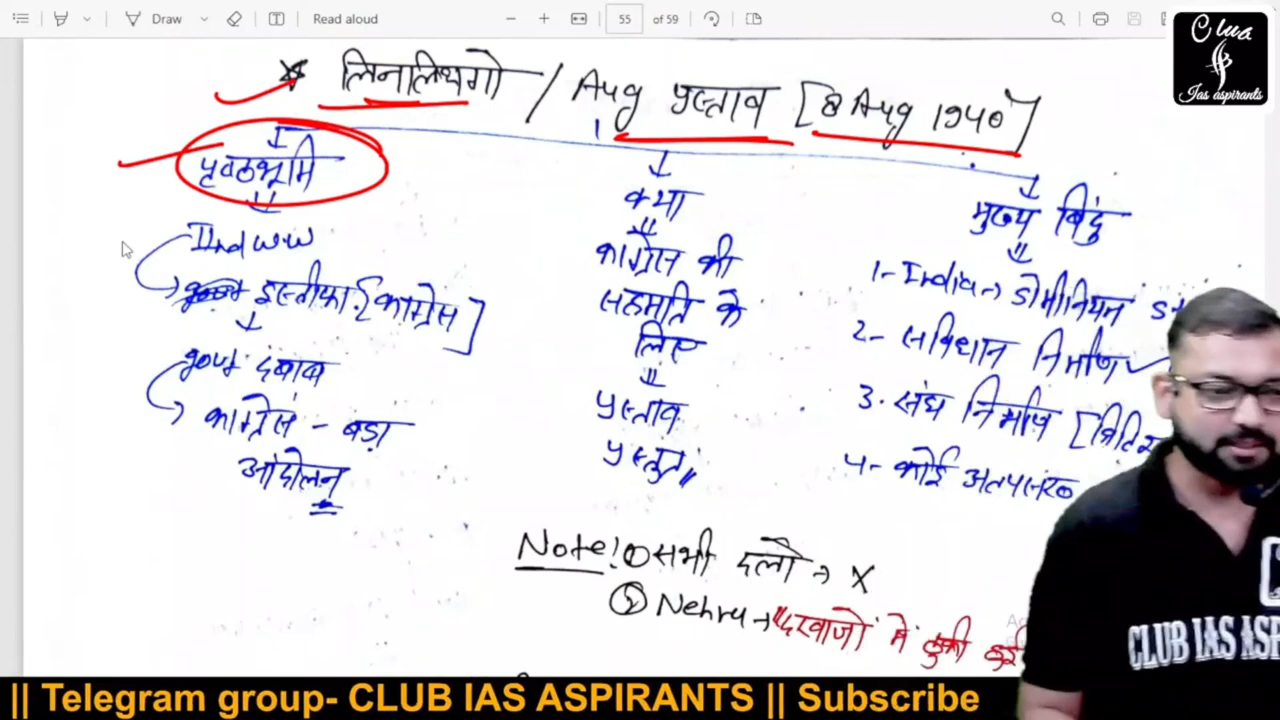 Draw
Read aloud
55 of 59
Club
Ias aspirants
लिनलिथगो / Aug प्रस्ताव [8 Aug 1940]
पृष्ठभूमि
IInd WW
इस्तीफा [कांग्रेस]
govt दबाब
कांग्रेस - बड़ा
आंदोलन
क्या
कांग्रेस की
सहमति के
लिए
प्रस्ताव
प्रस्तुत
मुख्य बिंदु
1- Indian → डोमीनियन
2- संविधान निर्माण
3. संघ निर्माण
4- कोई
Note! ① सभी दलों → X
② Nehru → "दरवाजों में ठुकी हुई
CLUB IAS ASP
|| Telegram group- CLUB IAS ASPIRANTS || Subscribe